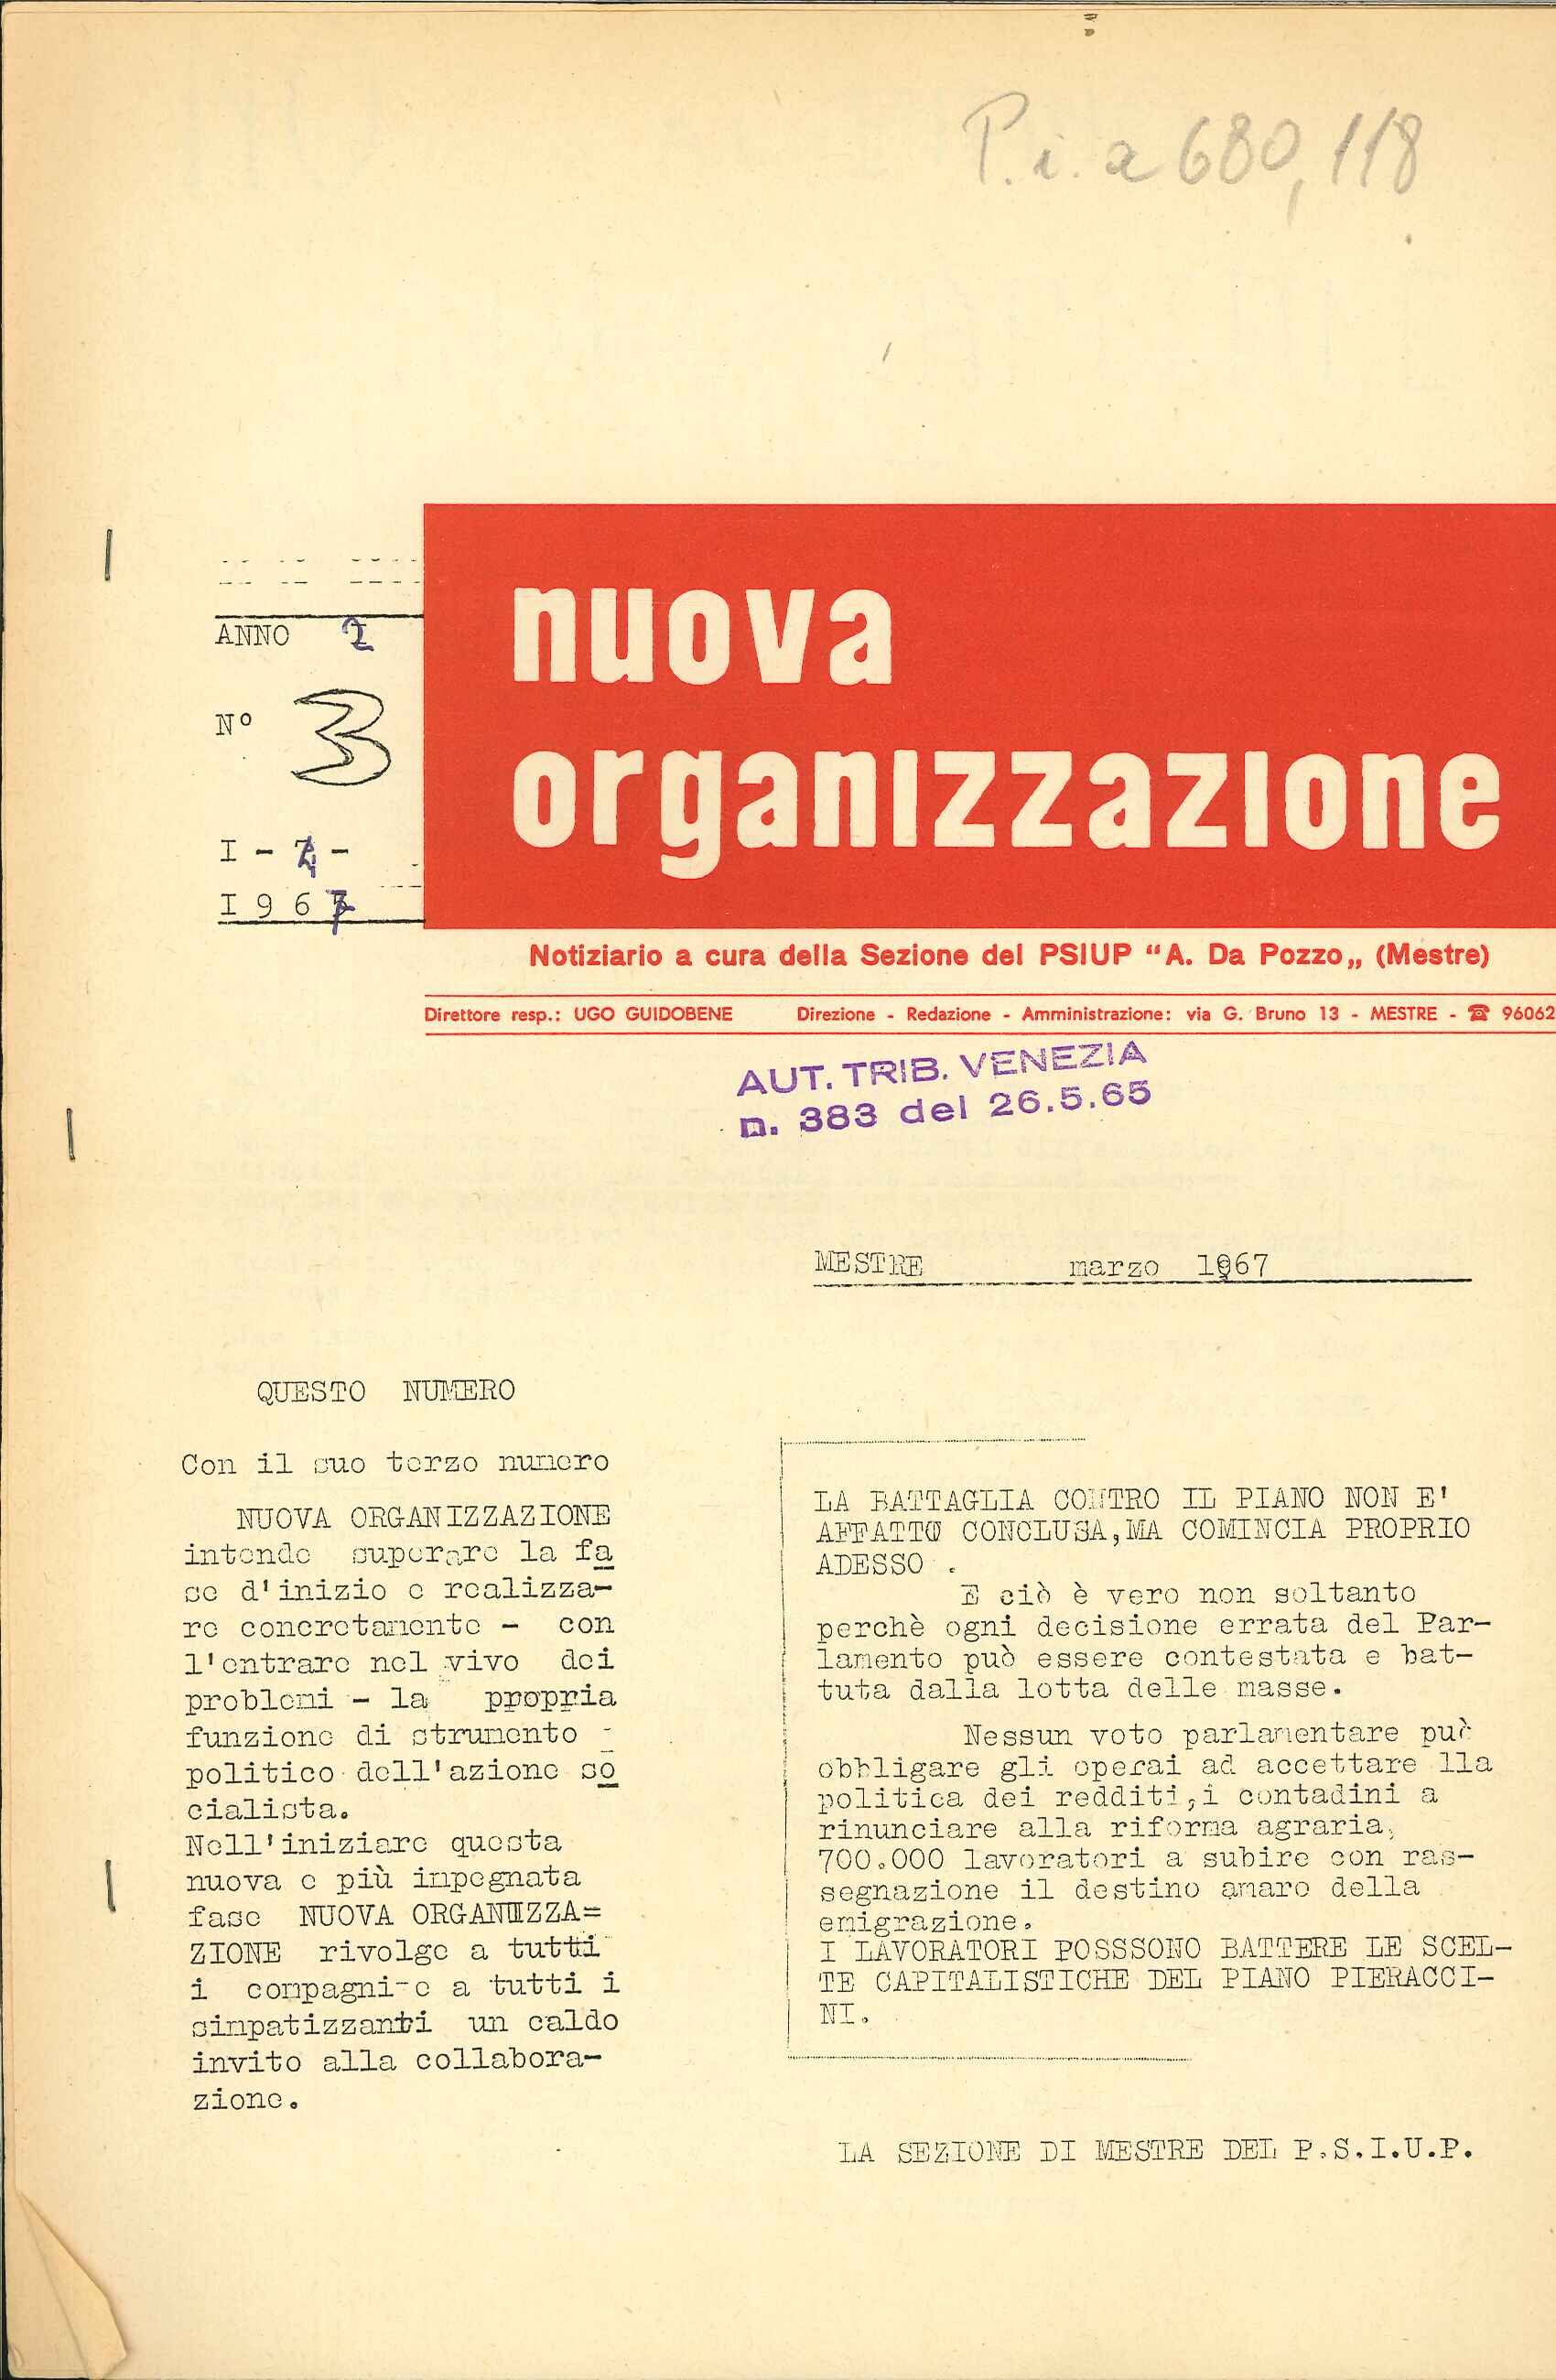 P.i. a 680,118
ANNO 2
N° 3
I - 4 -
I967
nuova
organizzazione
Notiziario a cura della Sezione del PSIUP “A. Da Pozzo„ (Mestre)
Direttore resp.: UGO GUIDOBENE Direzione - Redazione - Amministrazione: via G. Bruno 13 - MESTRE - ☎ 96062
AUT. TRIB. VENEZIA
n. 383 del 26.5.65
MESTRE marzo 1967
QUESTO NUMERO
Con il suo terzo numero
NUOVA ORGANIZZAZIONE
intende superare la fa
se d'inizio e realizza-
re concretamente - con
l'entrare nel vivo dei
problemi - la propria
funzione di strumento -
politico dell'azione so
cialista.
Nell'iniziare questa
nuova e più impegnata
fase NUOVA ORGANIZZA=
ZIONE rivolge a tutti
i compagni e a tutti i
simpatizzanti un caldo
invito alla collabora-
zione.
LA BATTAGLIA CONTRO IL PIANO NON E'
AFFATTO CONCLUSA,MA COMINCIA PROPRIO
ADESSO .
E ciò è vero non soltanto
perchè ogni decisione errata del Par-
lamento può essere contestata e bat-
tuta dalla lotta delle masse.
Nessun voto parlamentare può
obbligare gli operai ad accettare lla
politica dei redditi,i contadini a
rinunciare alla riforma agraria,
700.000 lavoratori a subire con ras-
segnazione il destino amaro della
emigrazione.
I LAVORATORI POSSSONO BATTERE LE SCEL-
TE CAPITALISTICHE DEL PIANO PIERACCI-
NI.
LA SEZIONE DI MESTRE DEL P.S.I.U.P.